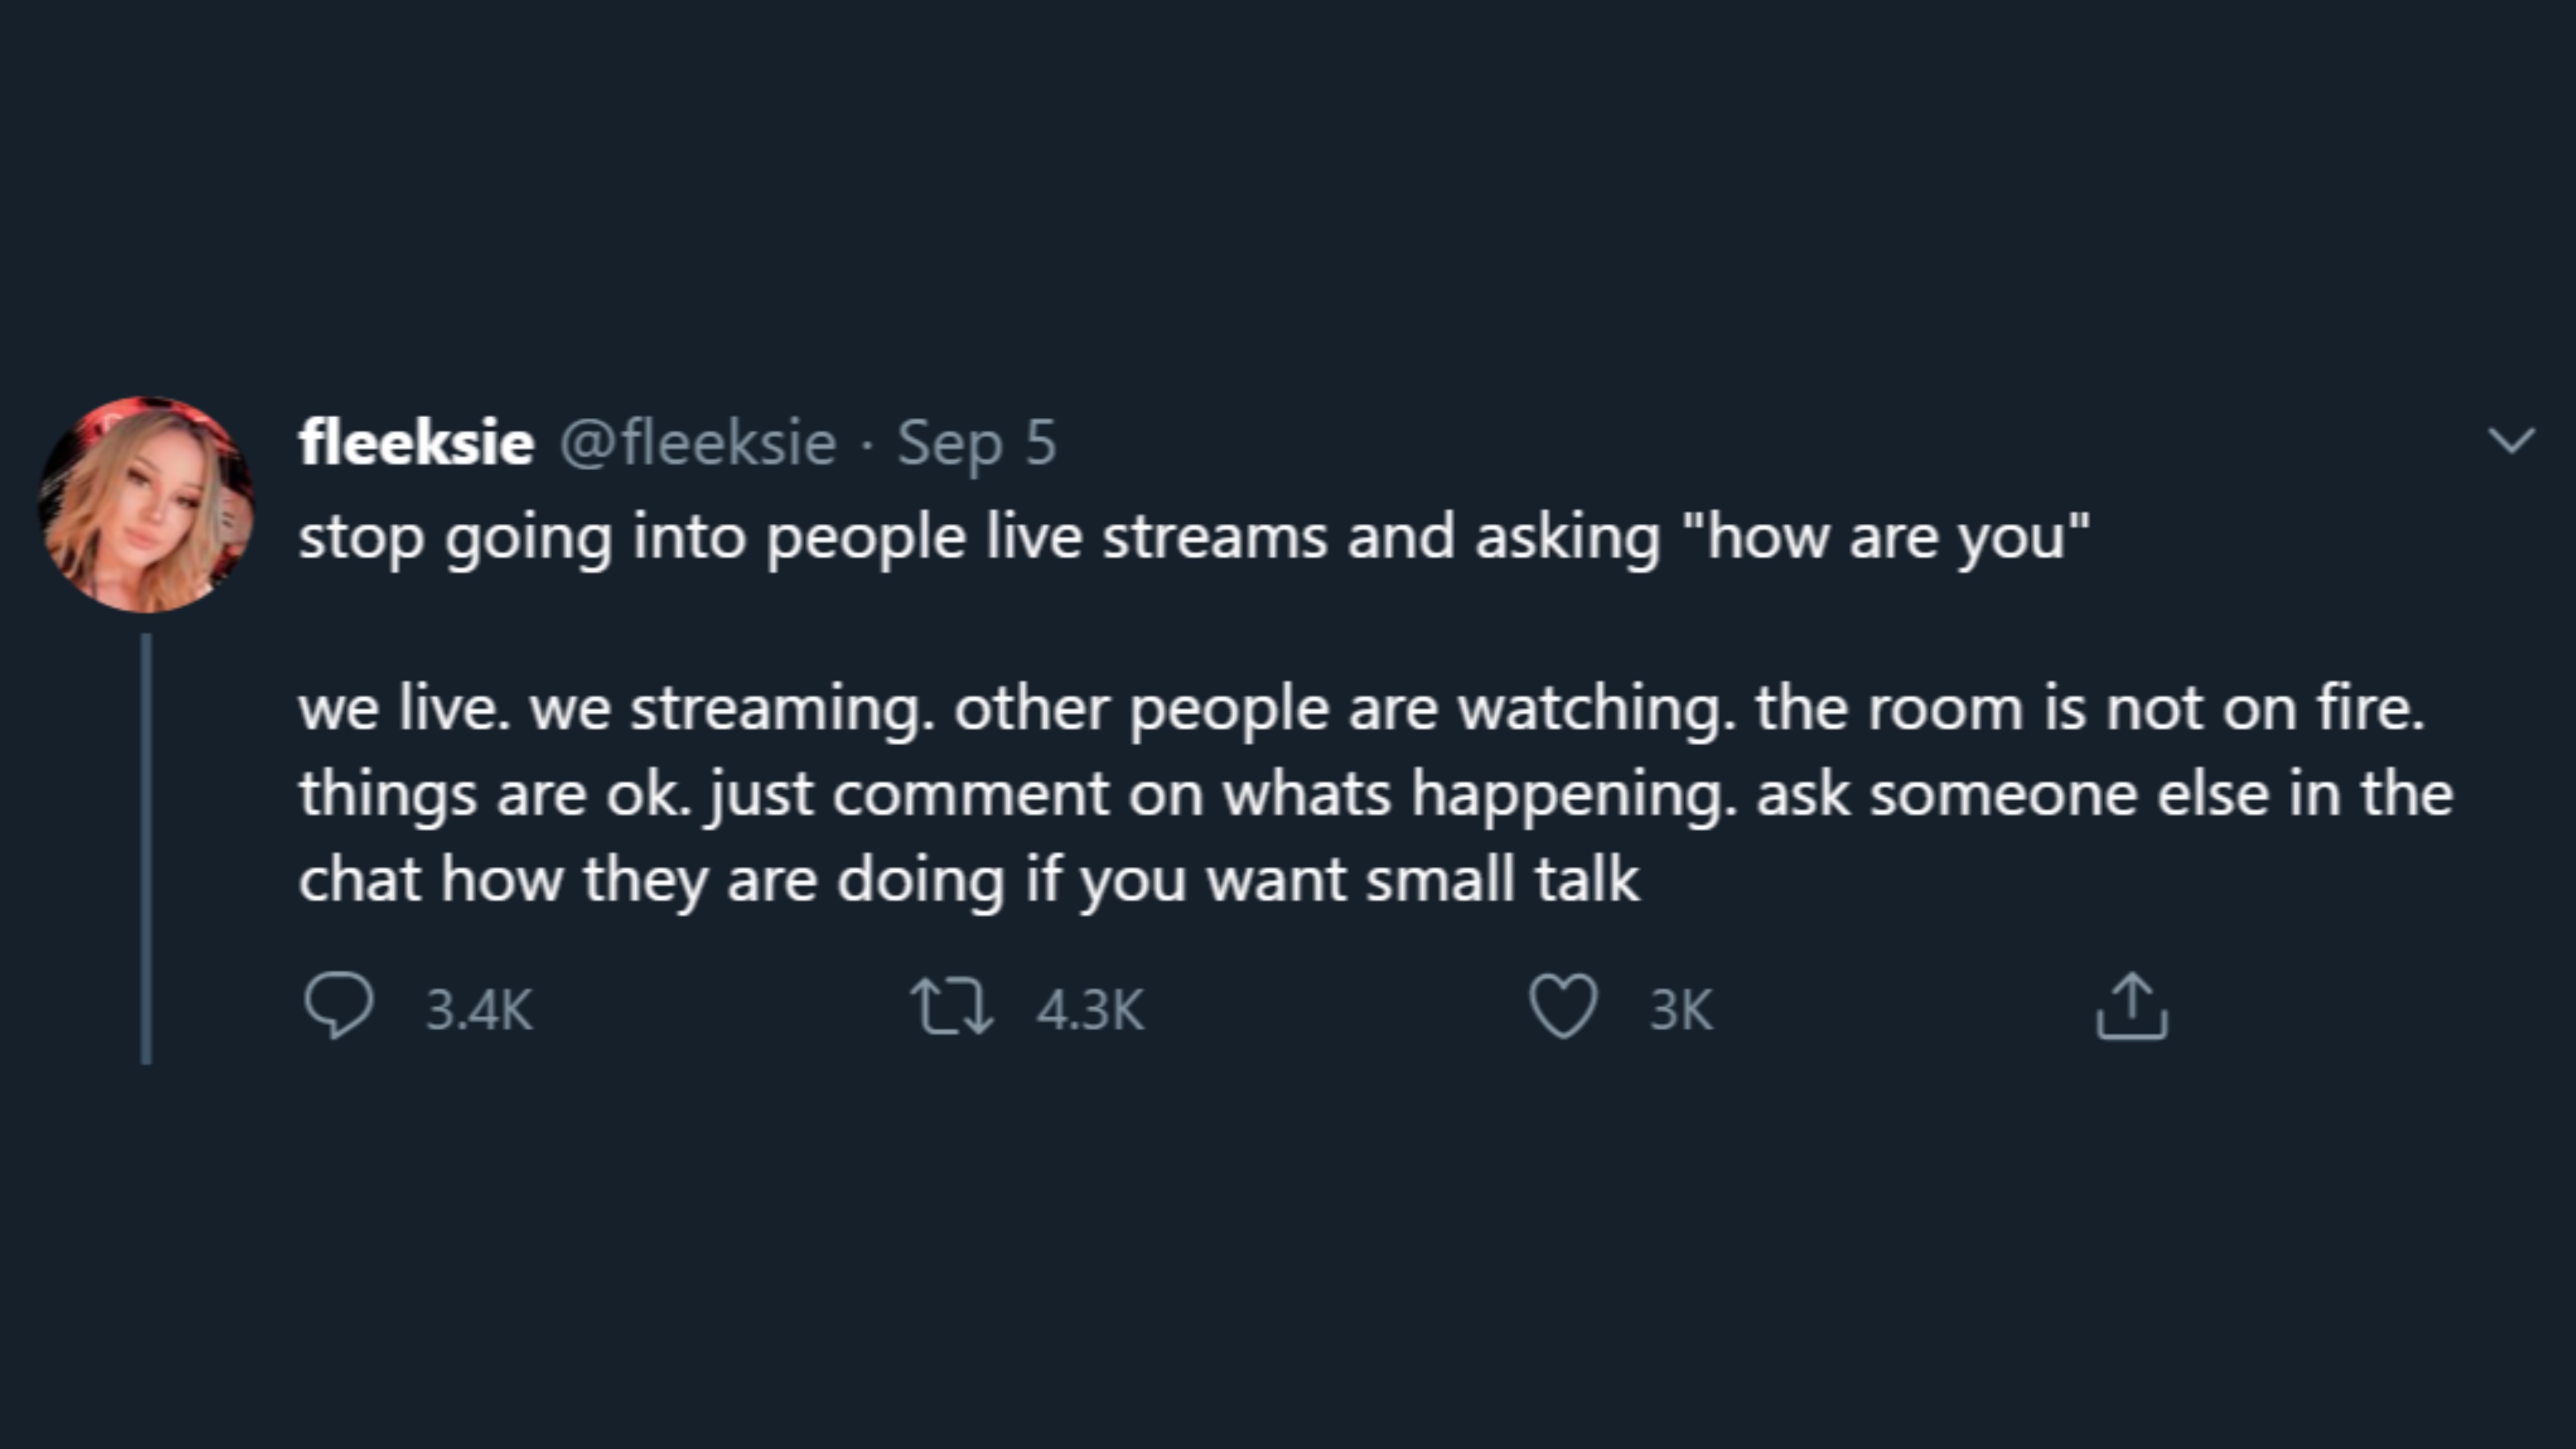 fleeksie @fleeksie · Sep 5
stop going into people live streams and asking "how are you"
we live. we streaming. other people are watching. the room is not on fire.
things are ok. just comment on whats happening. ask someone else in the
chat how they are doing if you want small talk
3.4K 4.3K 3K